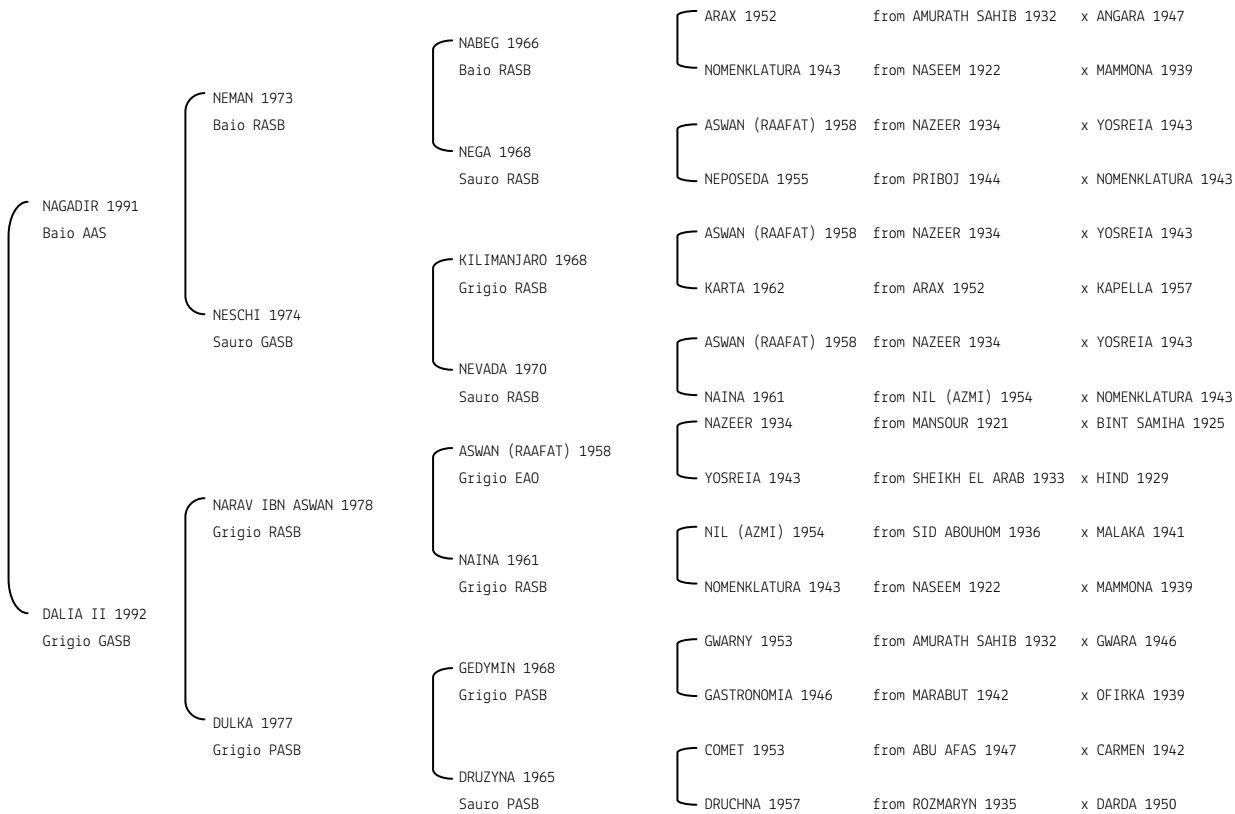 ARAX 1952 from AMURATH SAHIB 1932 x ANGARA 1947
NABEG 1966
Baio RASB
NOMENKLATURA 1943 from NASEEM 1922 x MAMMONA 1939
NEMAN 1973
Baio RASB
ASWAN (RAAFAT) 1958 from NAZEER 1934 x YOSREIA 1943
NEGA 1968
Sauro RASB
NEPOSEDA 1955 from PRIBOJ 1944 x NOMENKLATURA 1943
NAGADIR 1991
Baio AAS
ASWAN (RAAFAT) 1958 from NAZEER 1934 x YOSREIA 1943
KILIMANJARO 1968
Grigio RASB
KARTA 1962 from ARAX 1952 x KAPELLA 1957
NESCHI 1974
Sauro GASB
ASWAN (RAAFAT) 1958 from NAZEER 1934 x YOSREIA 1943
NEVADA 1970
Sauro RASB
NAINA 1961 from NIL (AZMI) 1954 x NOMENKLATURA 1943
NAZEER 1934 from MANSOUR 1921 x BINT SAMIHA 1925
ASWAN (RAAFAT) 1958
Grigio EAO
YOSREIA 1943 from SHEIKH EL ARAB 1933 x HIND 1929
NARAV IBN ASWAN 1978
Grigio RASB
NIL (AZMI) 1954 from SID ABOUHOM 1936 x MALAKA 1941
NAINA 1961
Grigio RASB
NOMENKLATURA 1943 from NASEEM 1922 x MAMMONA 1939
DALIA II 1992
Grigio GASB
GWARNY 1953 from AMURATH SAHIB 1932 x GWARA 1946
GEDYMIN 1968
Grigio PASB
GASTRONOMIA 1946 from MARABUT 1942 x OFIRKA 1939
DULKA 1977
Grigio PASB
COMET 1953 from ABU AFAS 1947 x CARMEN 1942
DRUZYNA 1965
Sauro PASB
DRUCHNA 1957 from ROZMARYN 1935 x DARDA 1950